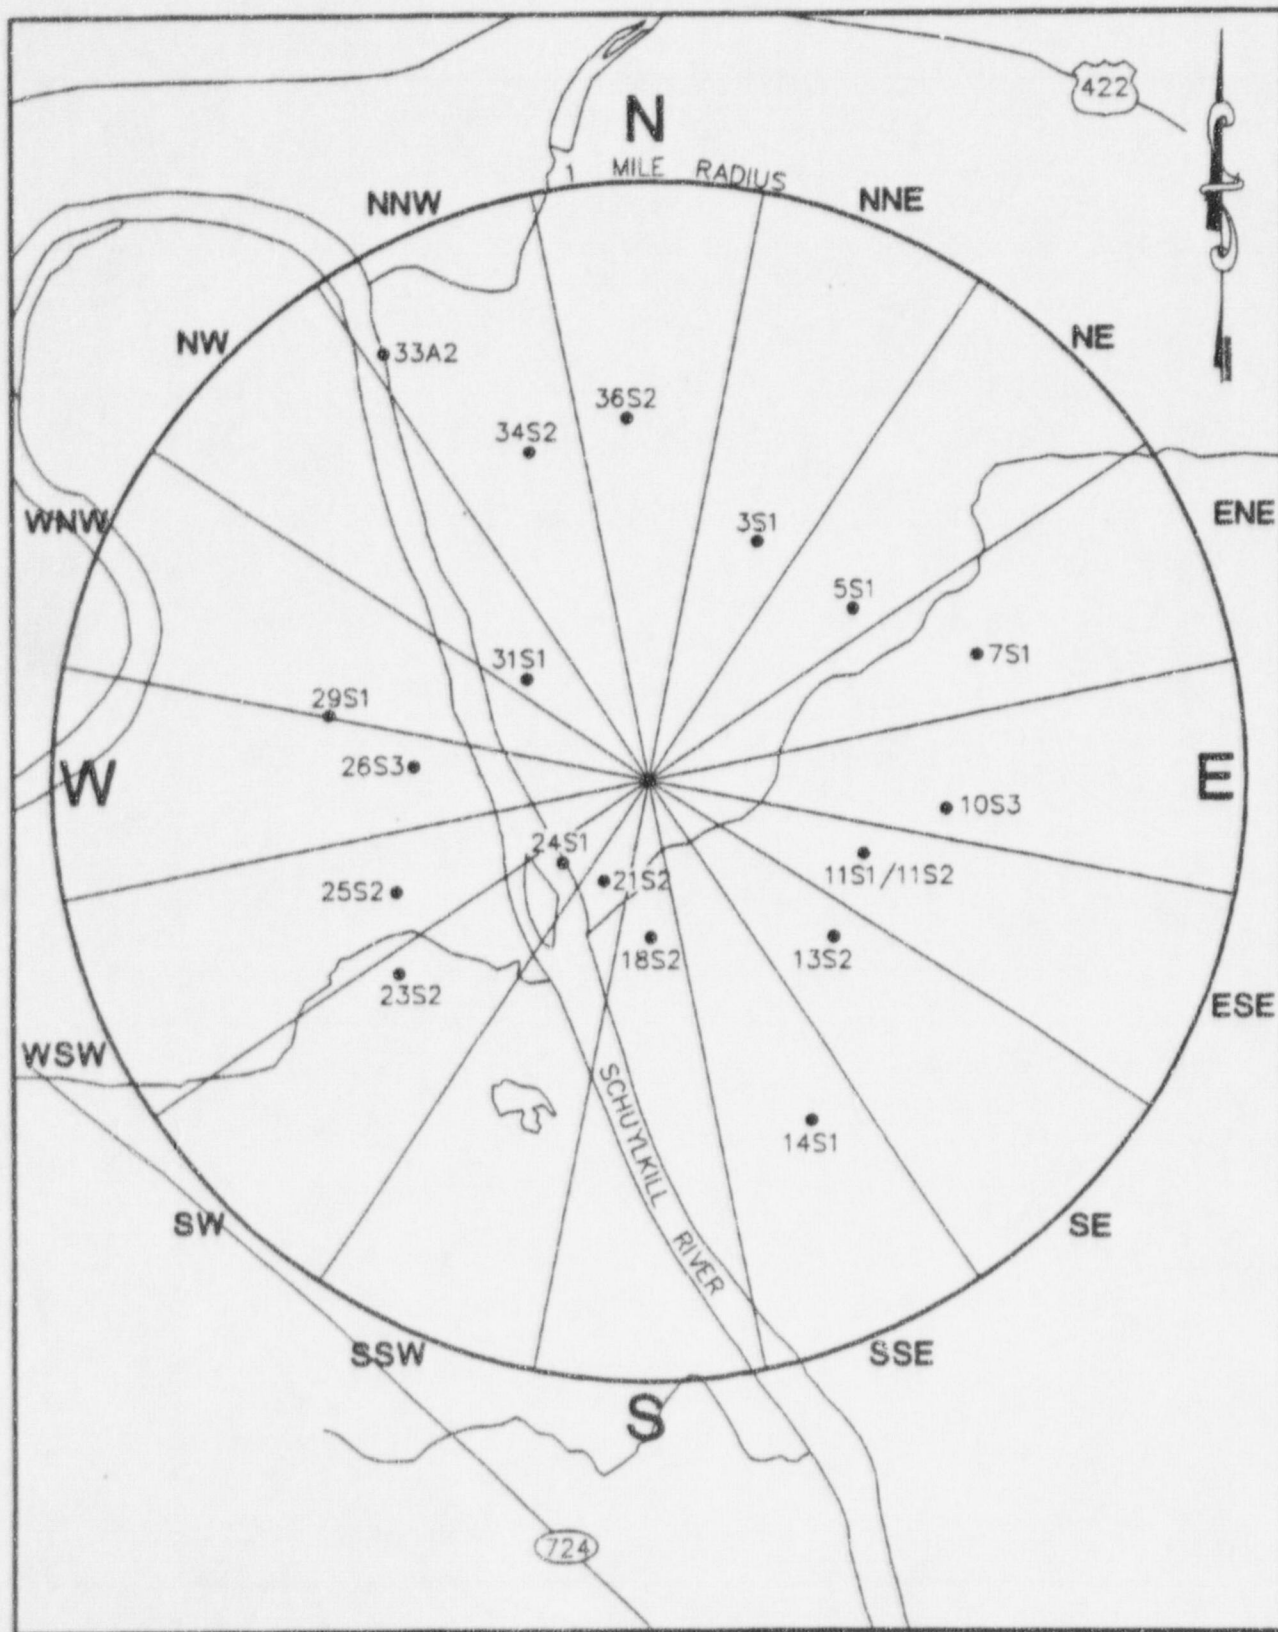 422
N
1 MILE RADIUS
NNW
NNE
NW
NE
33A2
36S2
34S2
WNW
ENE
3S1
5S1
7S1
31S1
29S1
26S3
W
E
10S3
24S1
11S1/11S2
25S2
21S2
18S2
13S2
23S2
ESE
WSW
SCHUYLKILL RIVER
14S1
SW
SE
SSW
SSE
S
724